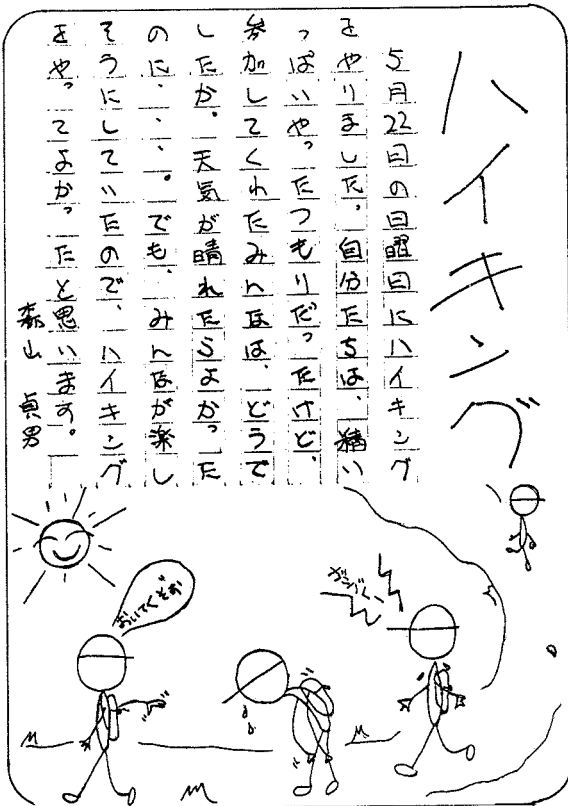 ハイキング
5月22日の日曜日にハイキング
をやりました。自分たちは、精い
っぱいやったつもりだったけど、
参加してくれたみんなは、どうで
したか。天気が晴れたらよかった
のに、、、。でも、みんなが楽し
そうにしていたので、ハイキング
をやってよかったと思います。
森山 貞男
おいてくぞオ